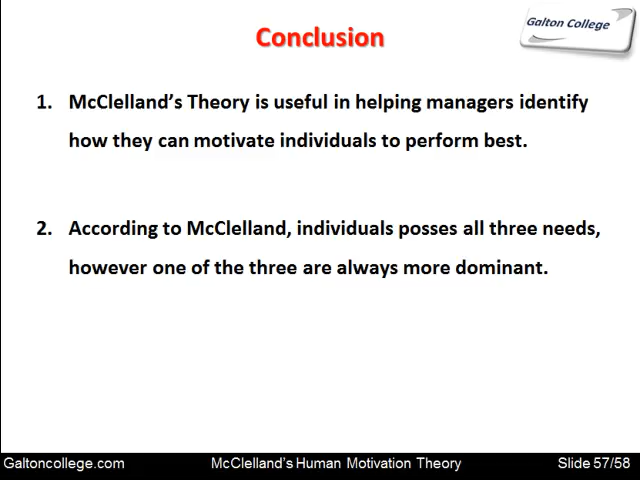 Conclusion
Galton College
1. McClelland's Theory is useful in helping managers identify
how they can motivate individuals to perform best.
2. According to McClelland, individuals posses all three needs,
however one of the three are always more dominant.
Galtoncollege.com McClelland's Human Motivation Theory Slide 57/58